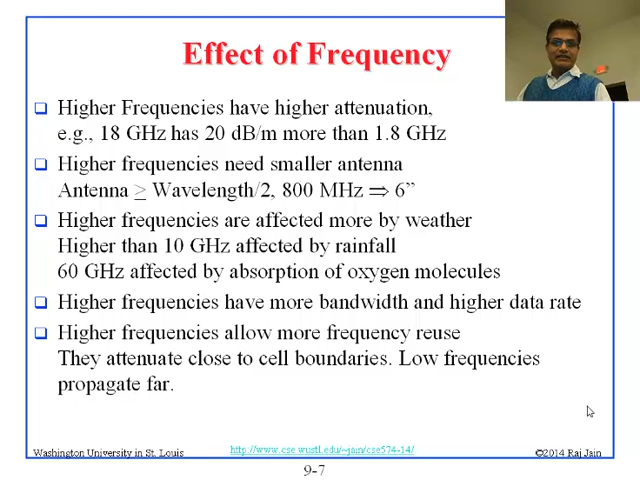 Effect of Frequency
❑ Higher Frequencies have higher attenuation,
e.g., 18 GHz has 20 dB/m more than 1.8 GHz
❑ Higher frequencies need smaller antenna
Antenna ≥ Wavelength/2, 800 MHz ⇒ 6”
❑ Higher frequencies are affected more by weather
Higher than 10 GHz affected by rainfall
60 GHz affected by absorption of oxygen molecules
❑ Higher frequencies have more bandwidth and higher data rate
❑ Higher frequencies allow more frequency reuse
They attenuate close to cell boundaries. Low frequencies
propagate far.
Washington University in St. Louis
http://www.cse.wustl.edu/~jain/cse574-14/
©2014 Raj Jain
9-7